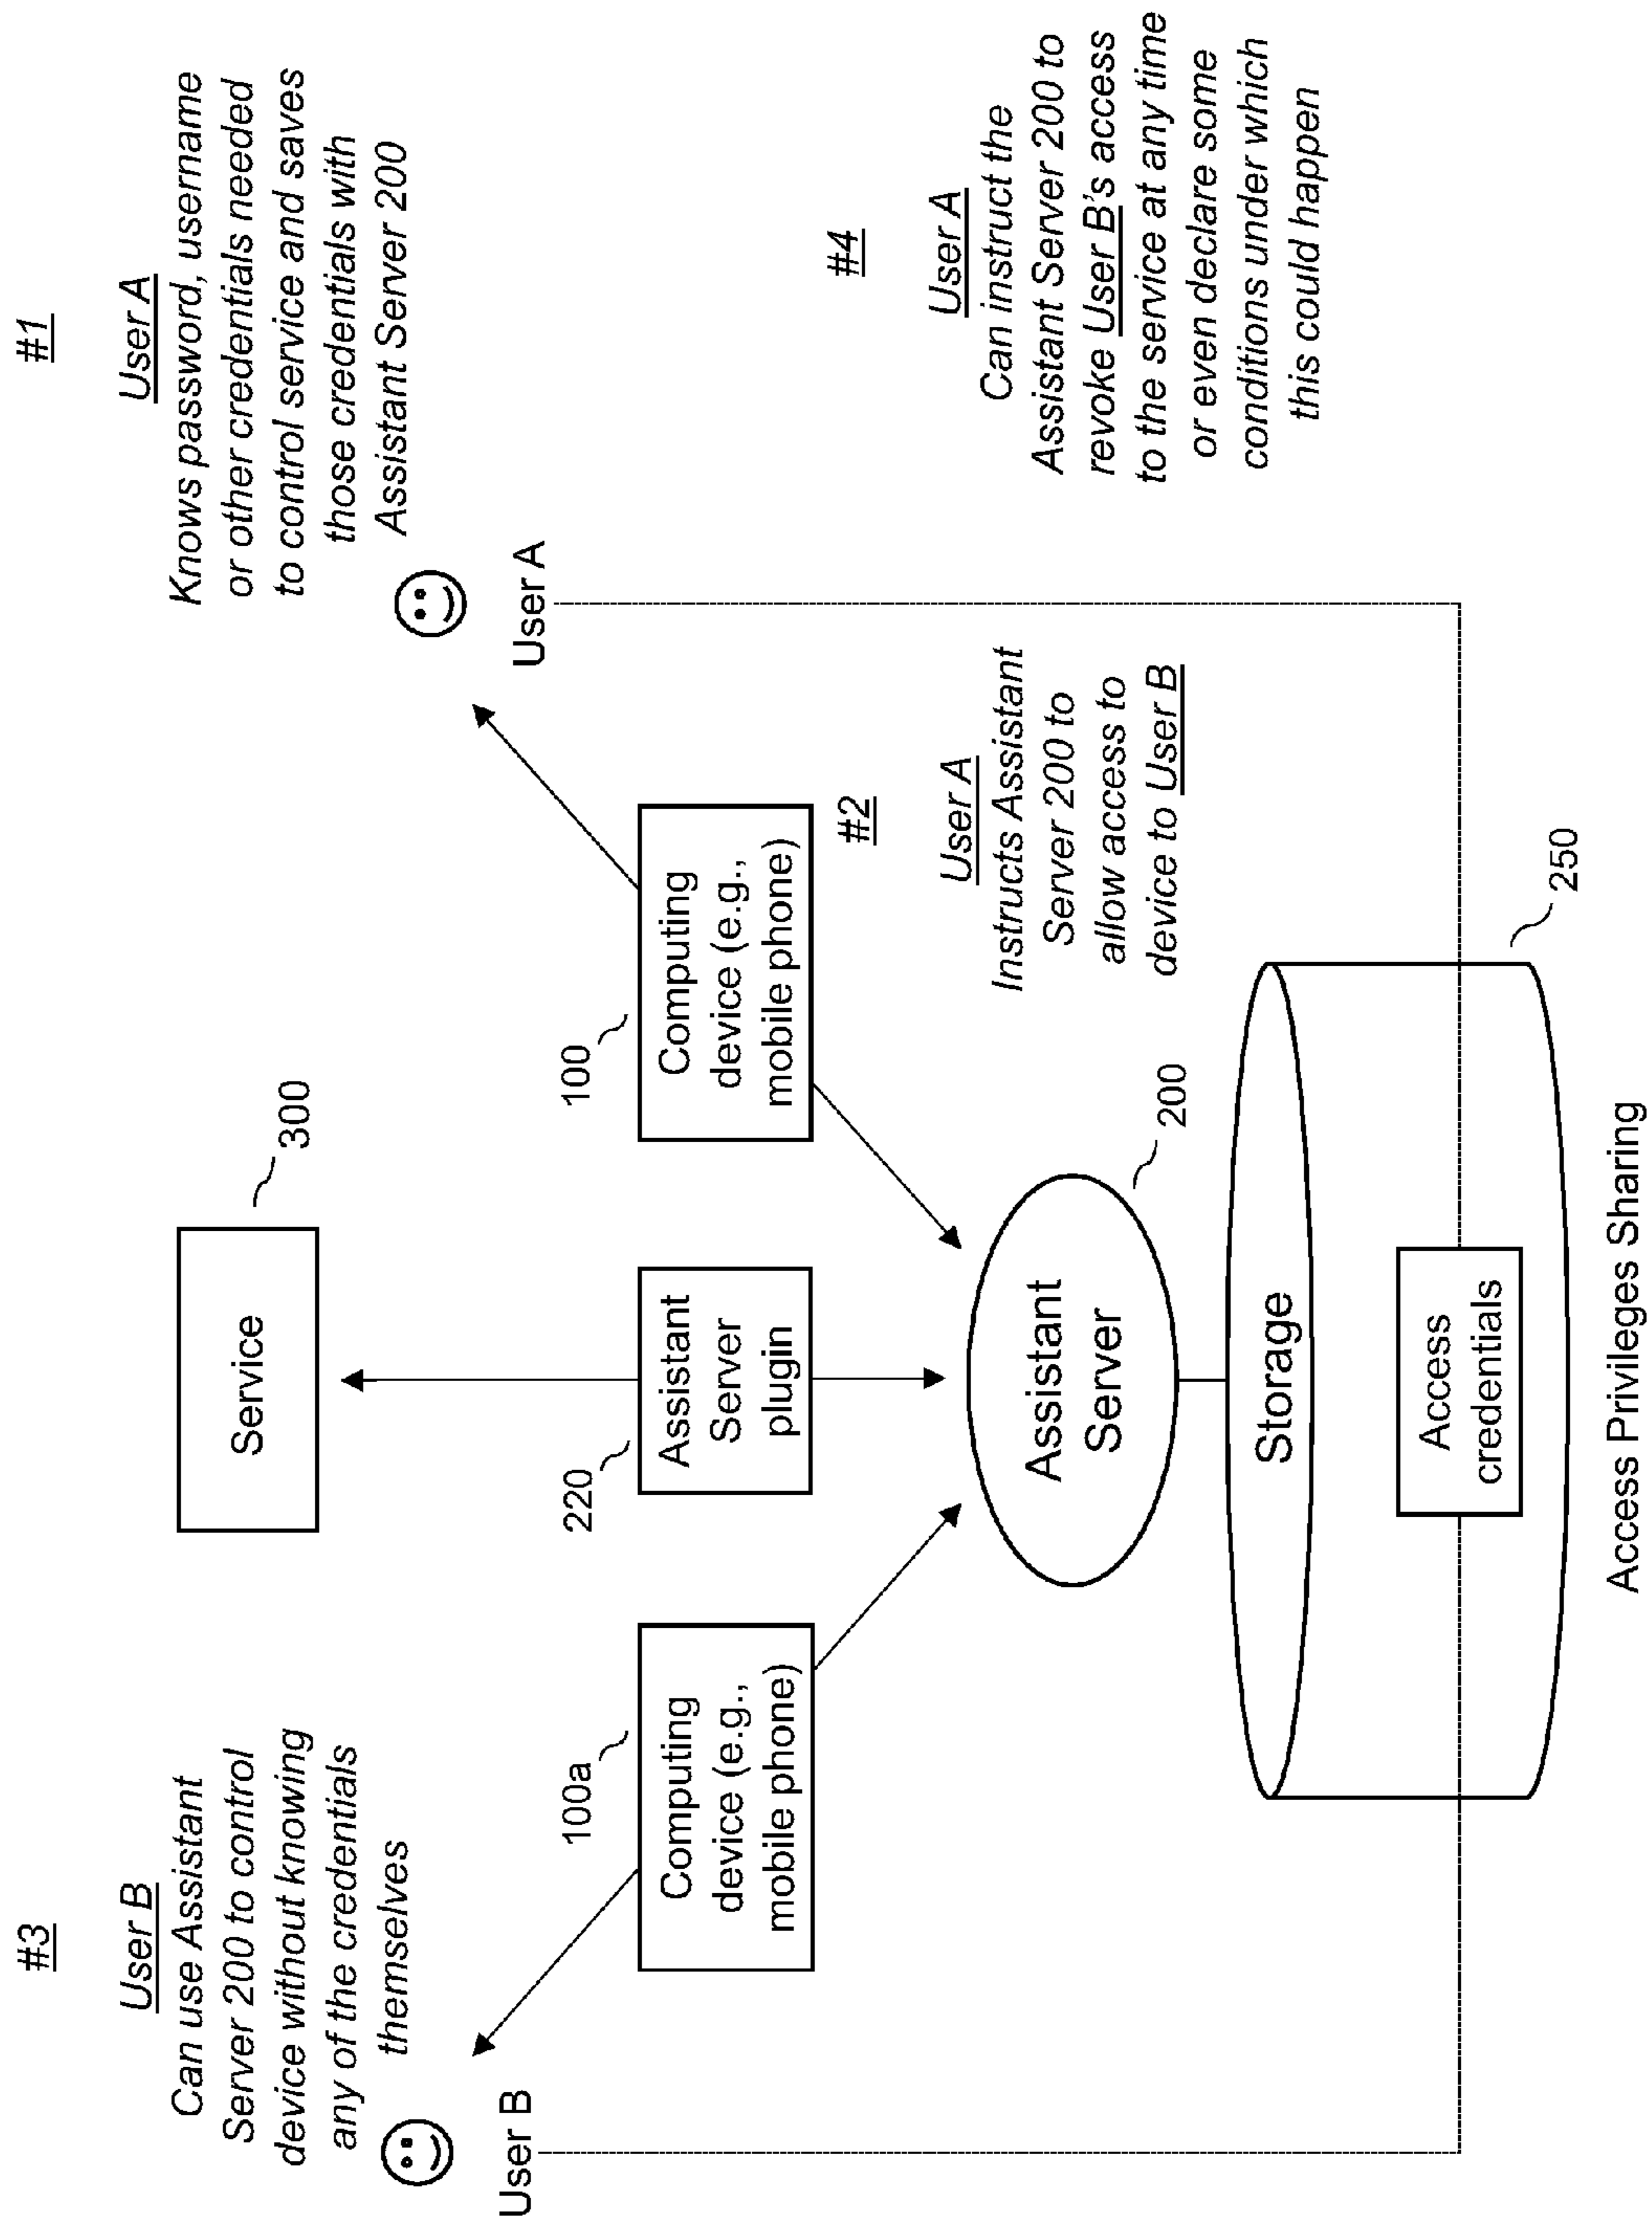 #3
User B
Can use Assistant
Server 200 to control
device without knowing
any of the credentials
themselves
User B
#1
User A
Knows password, username
or other credentials needed
to control service and saves
those credentials with
Assistant Server 200
User A
Service
300
100a
Computing
device (e.g.,
mobile phone)
220
Assistant
Server
plugin
100
Computing
device (e.g.,
mobile phone)
#2
User A
Instructs Assistant
Server 200 to
allow access to
device to User B
#4
User A
Can instruct the
Assistant Server 200 to
revoke User B's access
to the service at any time
or even declare some
conditions under which
this could happen
Assistant
Server
200
Storage
250
Access
credentials
Access Privileges Sharing